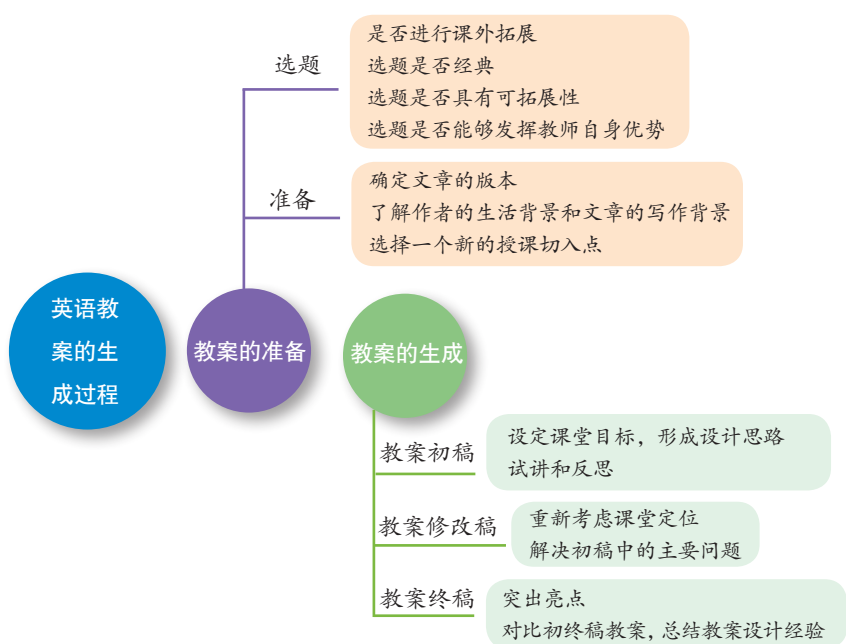 选题
是否进行课外拓展
选题是否经典
选题是否具有可拓展性
选题是否能够发挥教师自身优势
准备
确定文章的版本
了解作者的生活背景和文章的写作背景
选择一个新的授课切入点
英语教
案的生
成过程
教案的准备
教案的生成
教案初稿
设定课堂目标，形成设计思路
试讲和反思
教案修改稿
重新考虑课堂定位
解决初稿中的主要问题
教案终稿
突出亮点
对比初终稿教案，总结教案设计经验